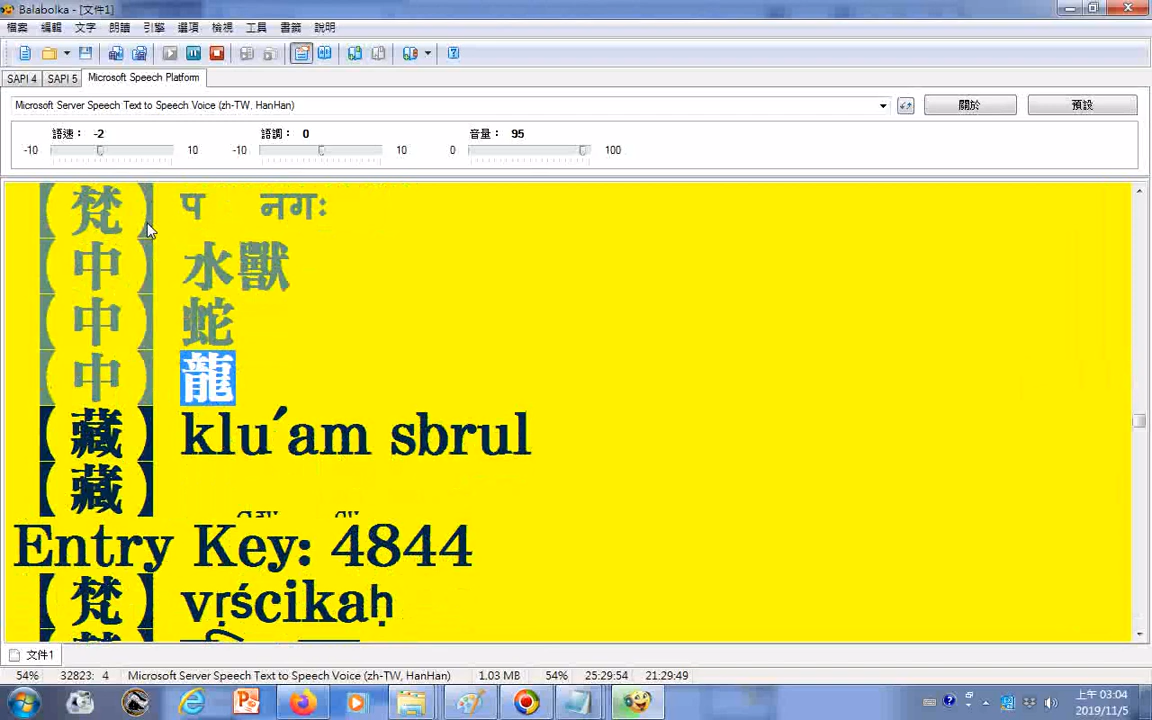 Balabolka - [文件1]
檔案 編輯 文字 朗讀 引擎 選項 檢視 工具 書籤 說明
SAPI 4 SAPI 5 Microsoft Speech Platform
Microsoft Server Speech Text to Speech Voice (zh-TW, HanHan) 關於 預設
語速： -2 語調： 0 音量： 95
-10 10 -10 10 0 100
【梵】 प नगः
【中】 水獸
【中】 蛇
【中】 龍
【藏】 klu´am sbrul
【藏】
Entry Key: 4844
【梵】 vṛścikaḥ
文件1
54% 32823: 4 Microsoft Server Speech Text to Speech Voice (zh-TW, HanHan) 1.03 MB 54% 25:29:54 21:29:49
上午 03:04
2019/11/5